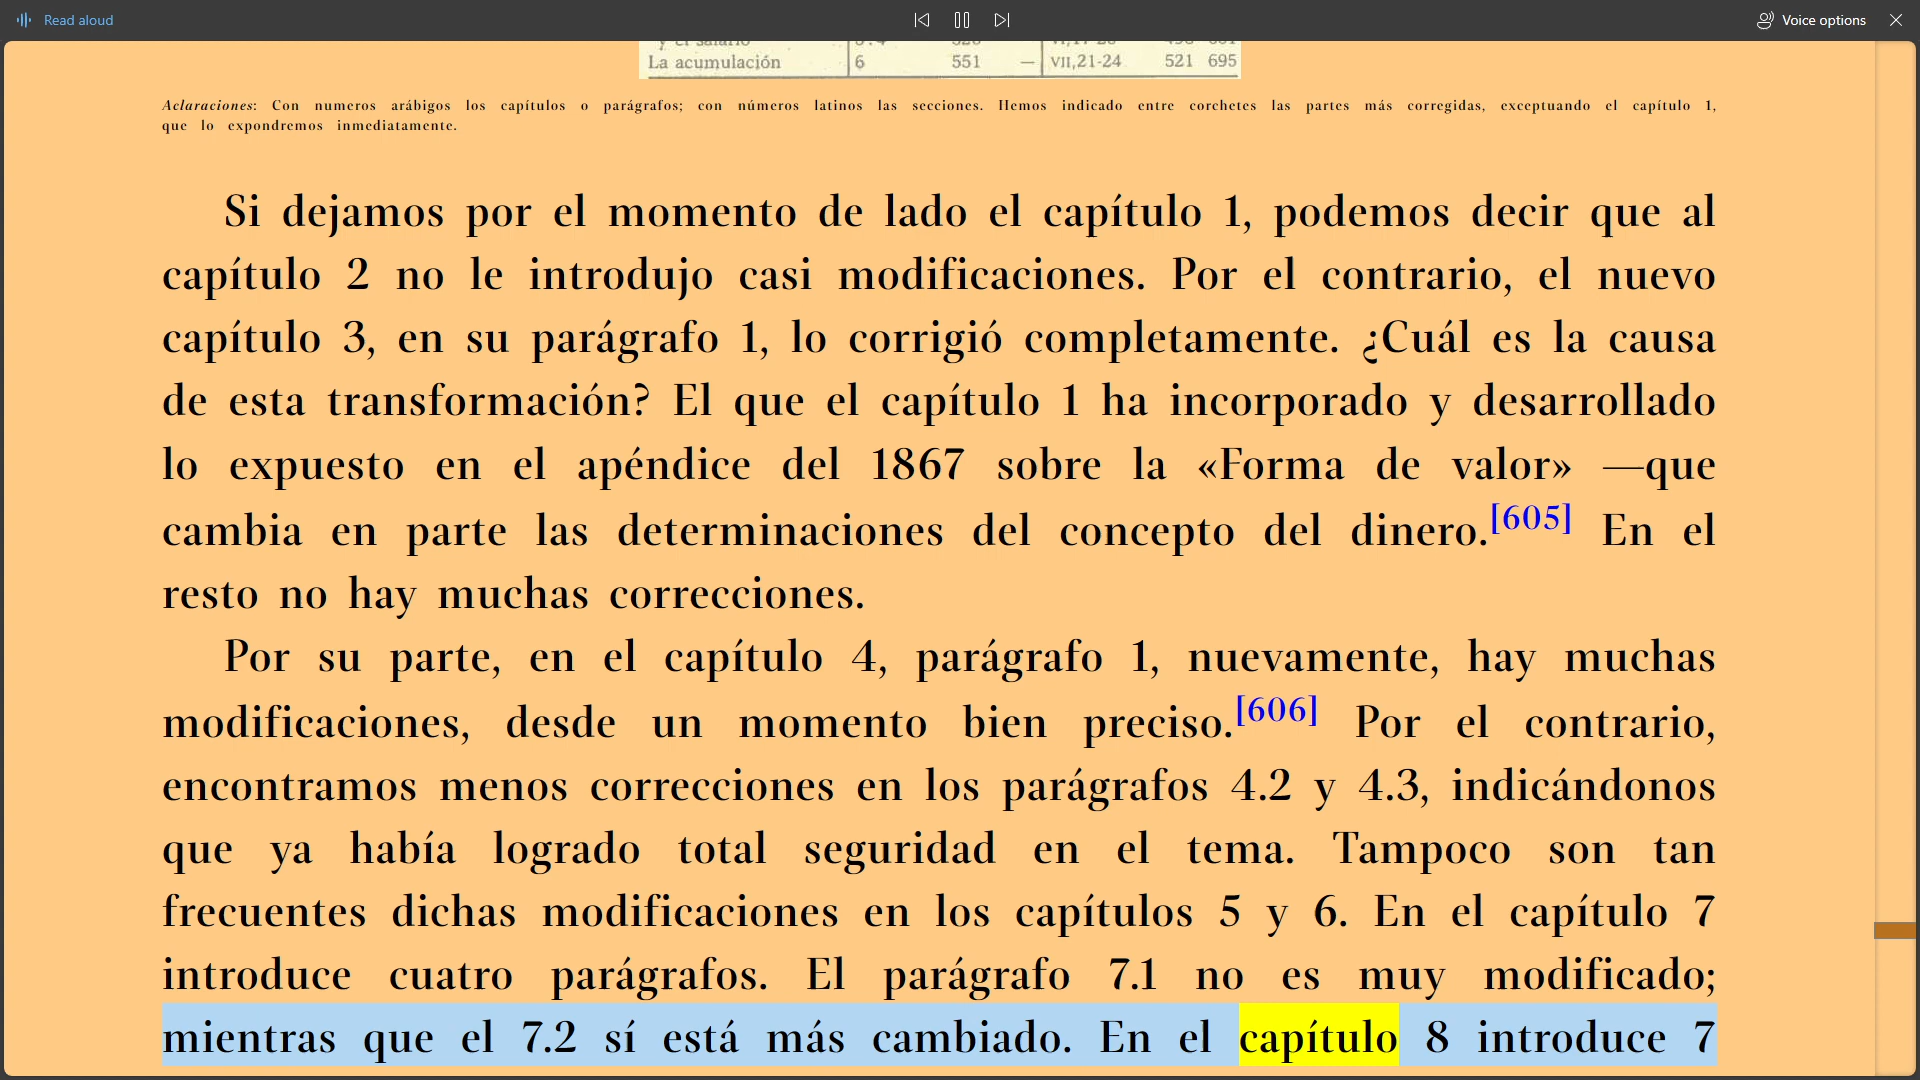 Read aloud
Voice options
y el salario
La acumulación 6 551 — VII,21-24 521 695
Aclaraciones: Con numeros arábigos los capítulos o parágrafos; con números latinos las secciones. Hemos indicado entre corchetes las partes más corregidas, exceptuando el capítulo 1,
que lo expondremos inmediatamente.
Si dejamos por el momento de lado el capítulo 1, podemos decir que al
capítulo 2 no le introdujo casi modificaciones. Por el contrario, el nuevo
capítulo 3, en su parágrafo 1, lo corrigió completamente. ¿Cuál es la causa
de esta transformación? El que el capítulo 1 ha incorporado y desarrollado
lo expuesto en el apéndice del 1867 sobre la «Forma de valor» —que
cambia en parte las determinaciones del concepto del dinero.[605] En el
resto no hay muchas correcciones.
Por su parte, en el capítulo 4, parágrafo 1, nuevamente, hay muchas
modificaciones, desde un momento bien preciso.[606] Por el contrario,
encontramos menos correcciones en los parágrafos 4.2 y 4.3, indicándonos
que ya había logrado total seguridad en el tema. Tampoco son tan
frecuentes dichas modificaciones en los capítulos 5 y 6. En el capítulo 7
introduce cuatro parágrafos. El parágrafo 7.1 no es muy modificado;
mientras que el 7.2 sí está más cambiado. En el capítulo 8 introduce 7